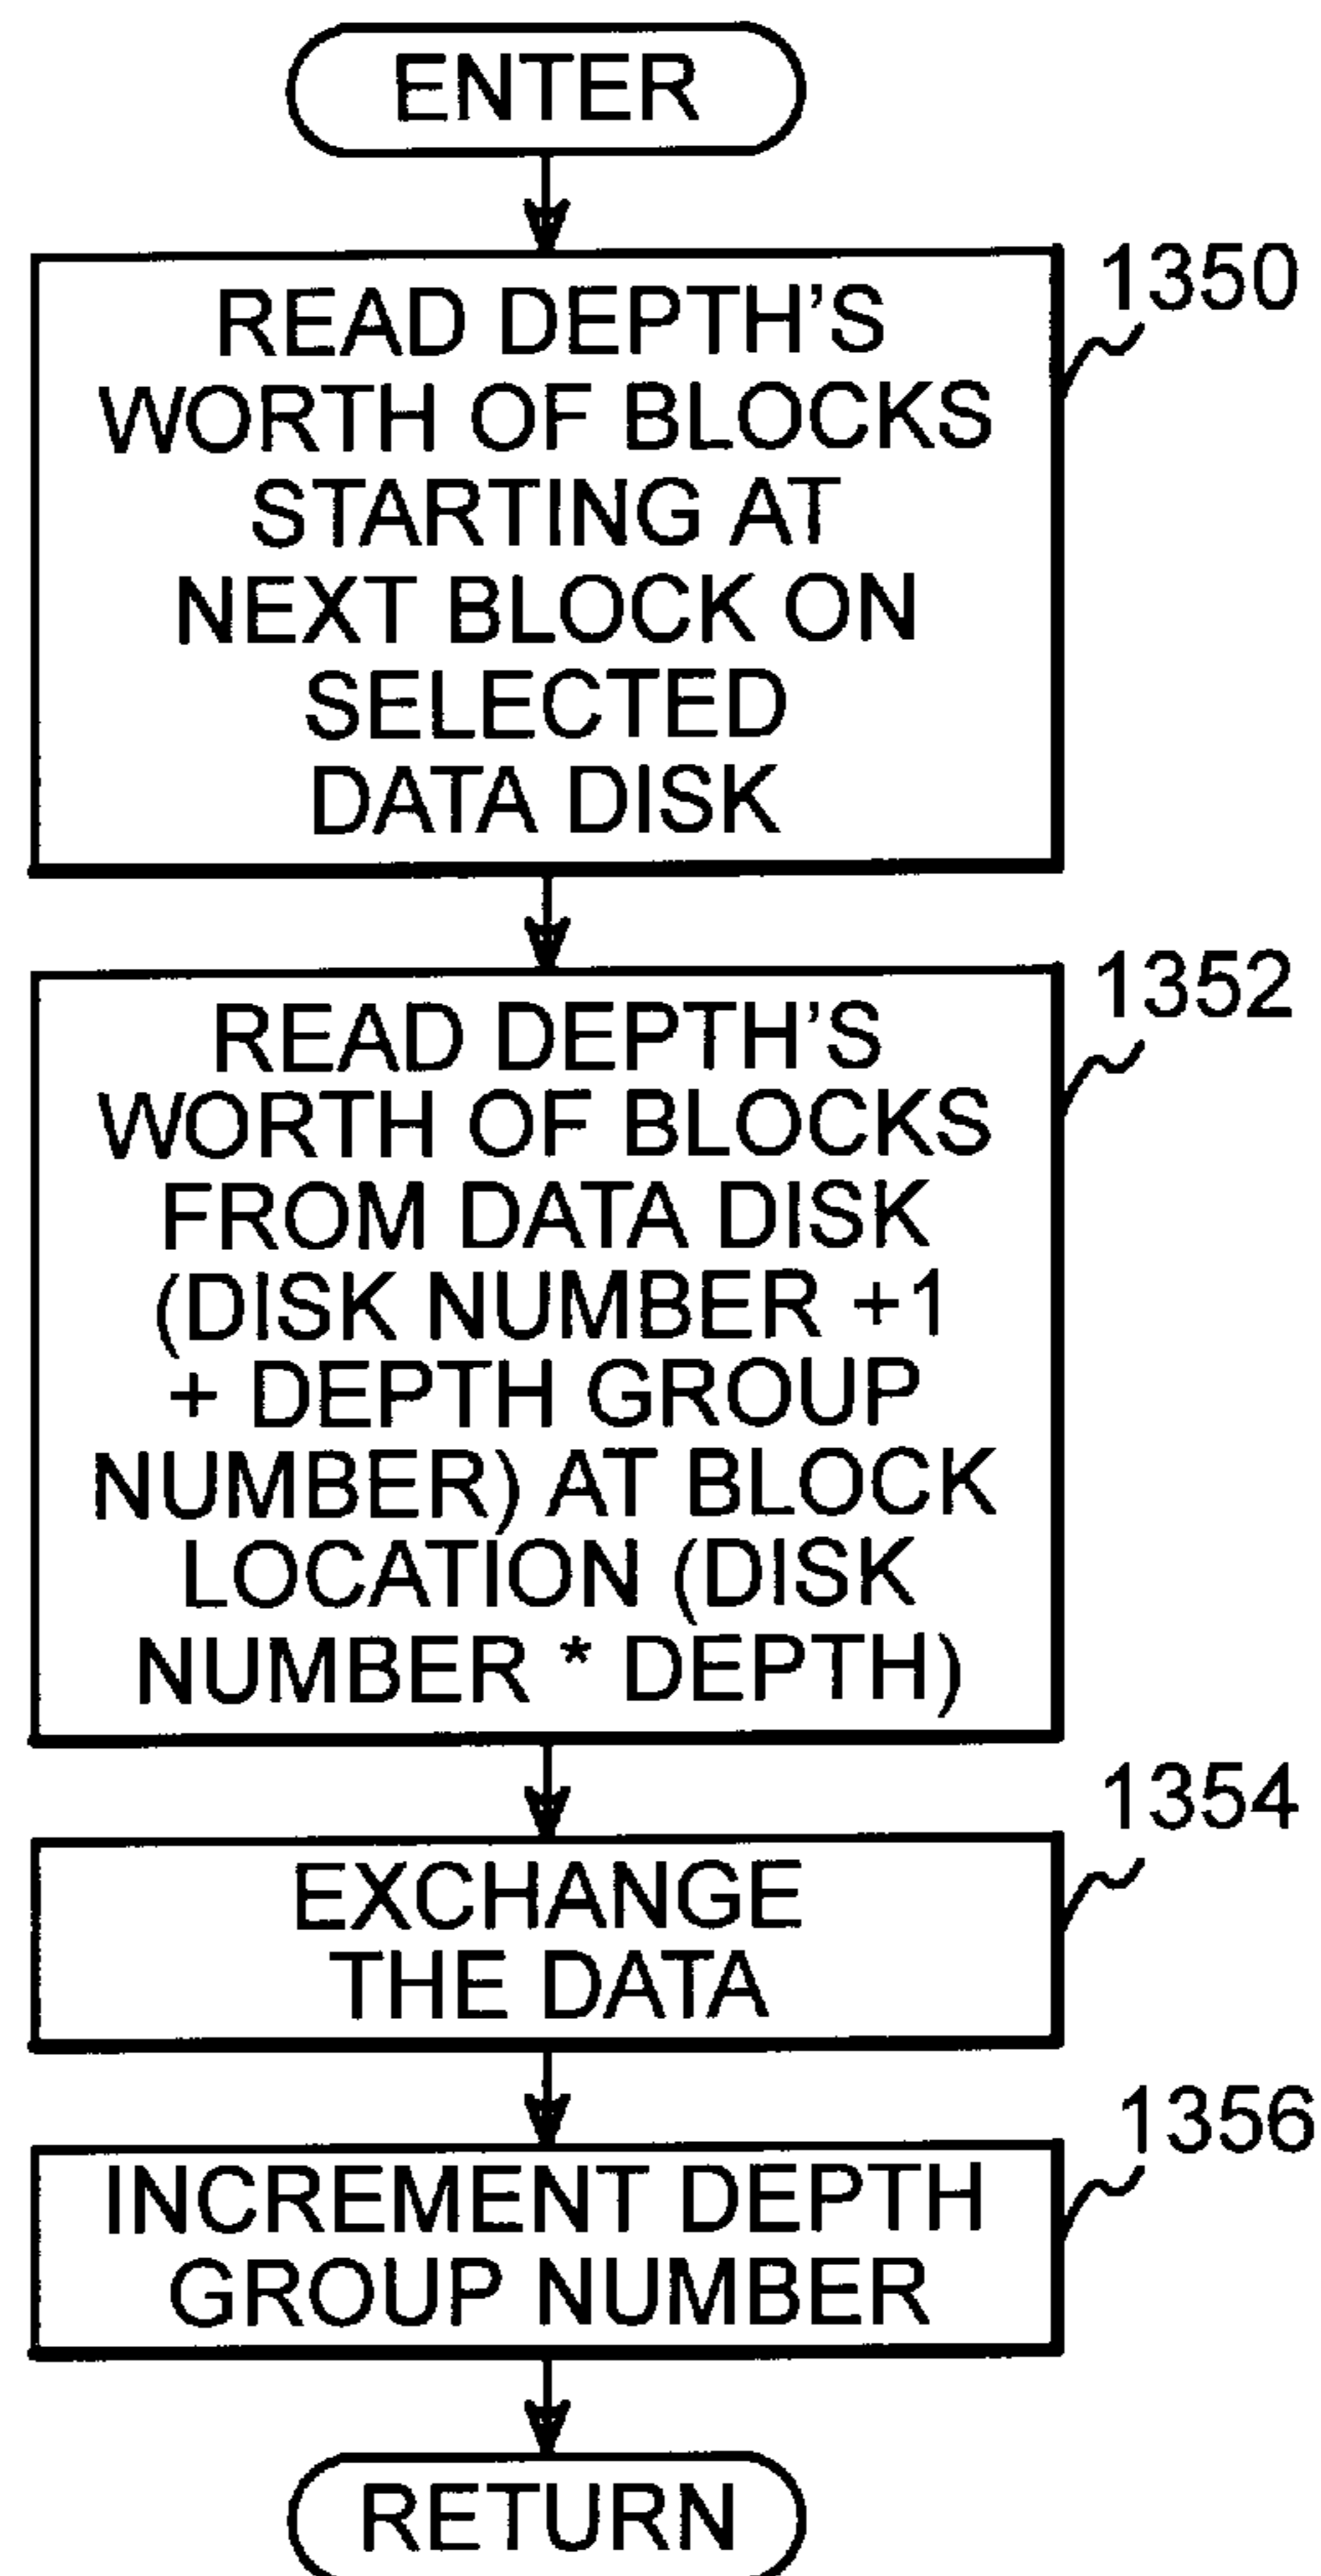 ENTER
1350
READ DEPTH'S
WORTH OF BLOCKS
STARTING AT
NEXT BLOCK ON
SELECTED
DATA DISK
1352
READ DEPTH'S
WORTH OF BLOCKS
FROM DATA DISK
(DISK NUMBER +1
+ DEPTH GROUP
NUMBER) AT BLOCK
LOCATION (DISK
NUMBER * DEPTH)
1354
EXCHANGE
THE DATA
1356
INCREMENT DEPTH
GROUP NUMBER
RETURN